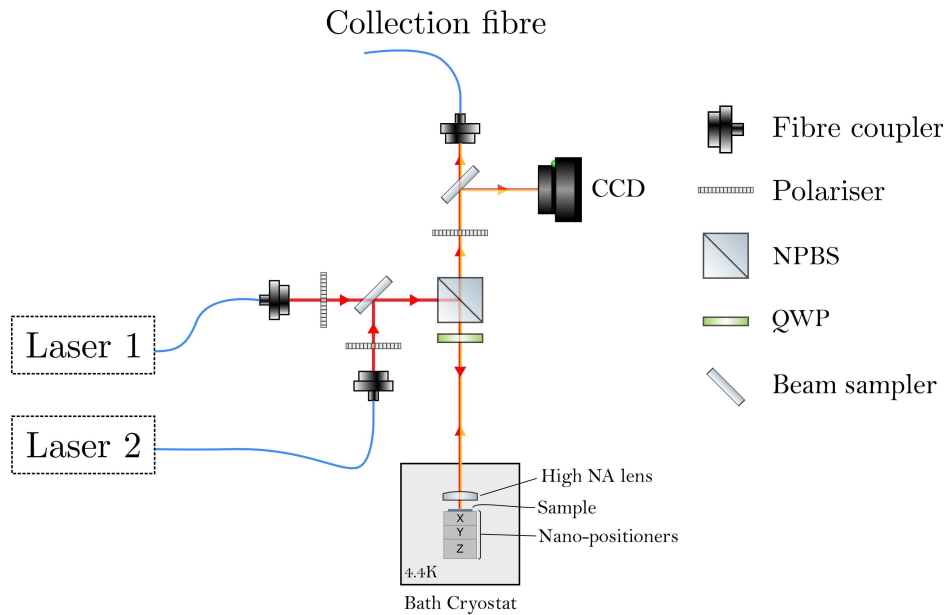 Collection fibre
CCD
Fibre coupler
Polariser
NPBS
QWP
Beam sampler
Laser 1
Laser 2
High NA lens
Sample
X
Y
Z
Nano-positioners
4.4K
Bath Cryostat